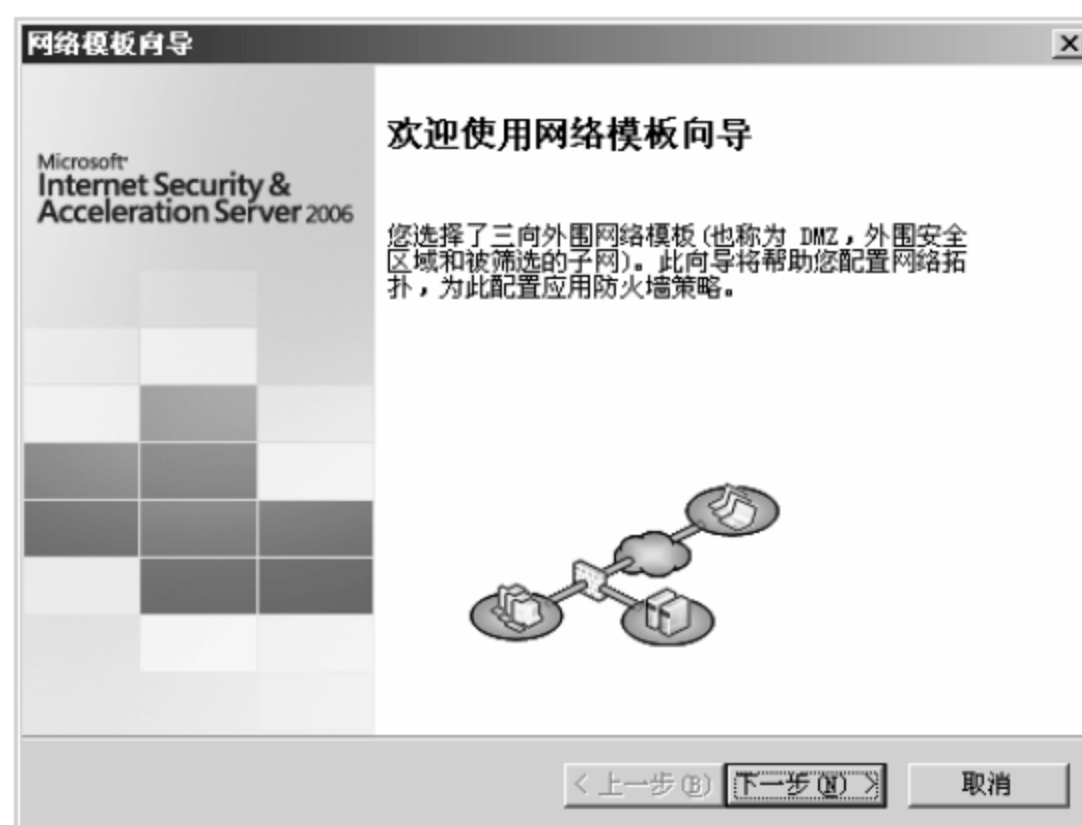 网络模板向导
欢迎使用网络模板向导
Microsoft
Internet Security &
Acceleration Server 2006
您选择了三向外围网络模板(也称为 DMZ，外围安全
区域和被筛选的子网)。此向导将帮助您配置网络拓
扑，为此配置应用防火墙策略。
< 上一步(B)
下一步(N) >
取消